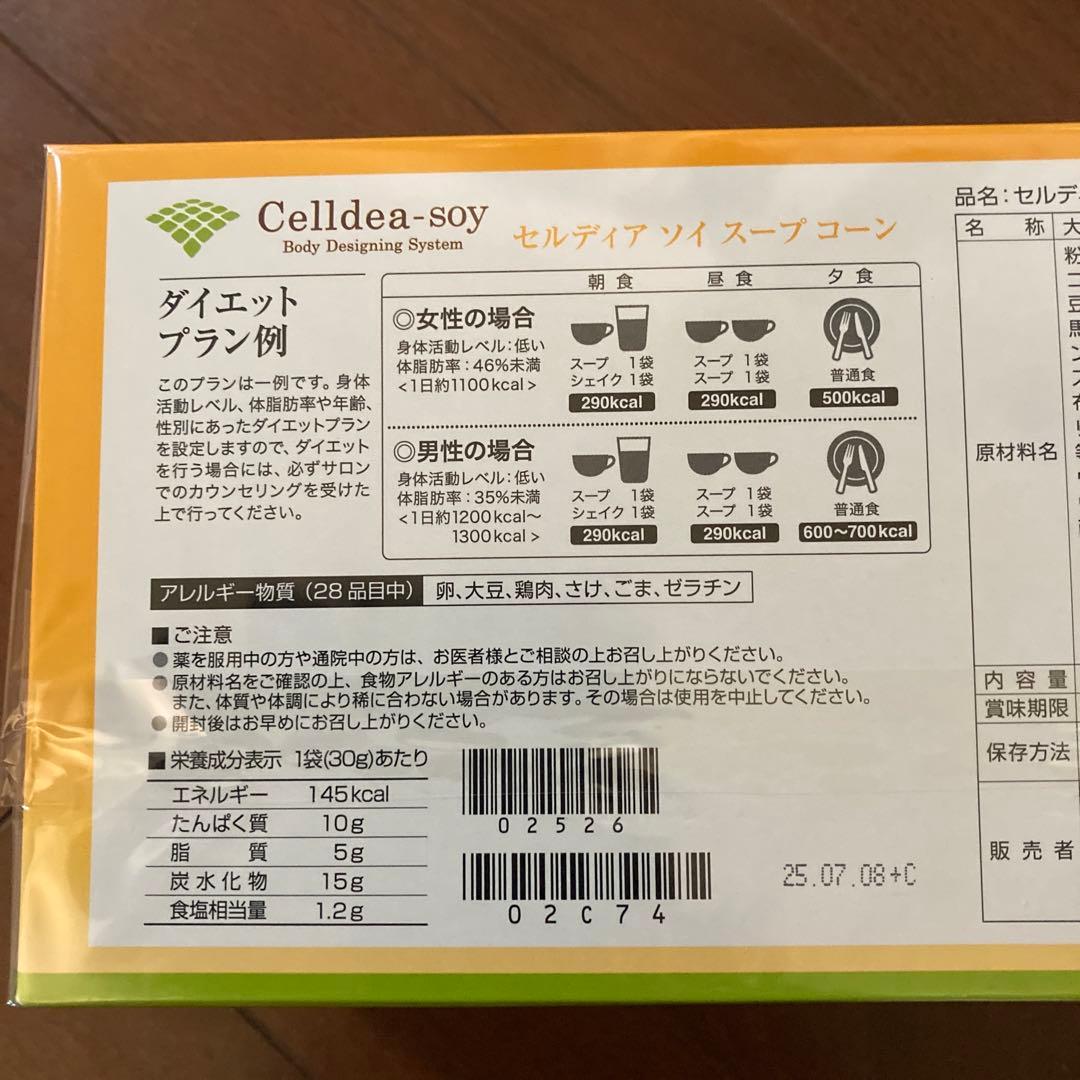 Celldea-soy
Body Designing System
セルディア ソイ スープ コーン
ダイエット
プラン例
このプランは一例です。身体
活動レベル、体脂肪率や年齢、
性別にあったダイエットプラン
を設定しますので、ダイエット
を行う場合には、必ずサロン
でのカウンセリングを受けた
上で行ってください。
朝食 昼食 夕食
◎女性の場合
身体活動レベル：低い
体脂肪率：46%未満
<1日約1100kcal>
スープ 1袋
シェイク 1袋
290kcal
スープ 1袋
スープ 1袋
290kcal
普通食
500kcal
◎男性の場合
身体活動レベル：低い
体脂肪率：35%未満
<1日約1200kcal〜
1300kcal>
スープ 1袋
シェイク 1袋
290kcal
スープ 1袋
スープ 1袋
290kcal
普通食
600〜700kcal
アレルギー物質（28品目中） 卵、大豆、鶏肉、さけ、ごま、ゼラチン
■ご注意
●薬を服用中の方や通院中の方は、お医者様とご相談の上お召し上がりください。
●原材料名をご確認の上、食物アレルギーのある方はお召し上がりにならないでください。
また、体質や体調により稀に合わない場合があります。その場合は使用を中止してください。
●開封後はお早めにお召し上がりください。
■栄養成分表示 1袋(30g)あたり
エネルギー 145kcal
たんぱく質 10g
脂質 5g
炭水化物 15g
食塩相当量 1.2g
02526
02C74
25.07.08+C
品名：セルデ
名称
原材料名
内容量
賞味期限
保存方法
販売者